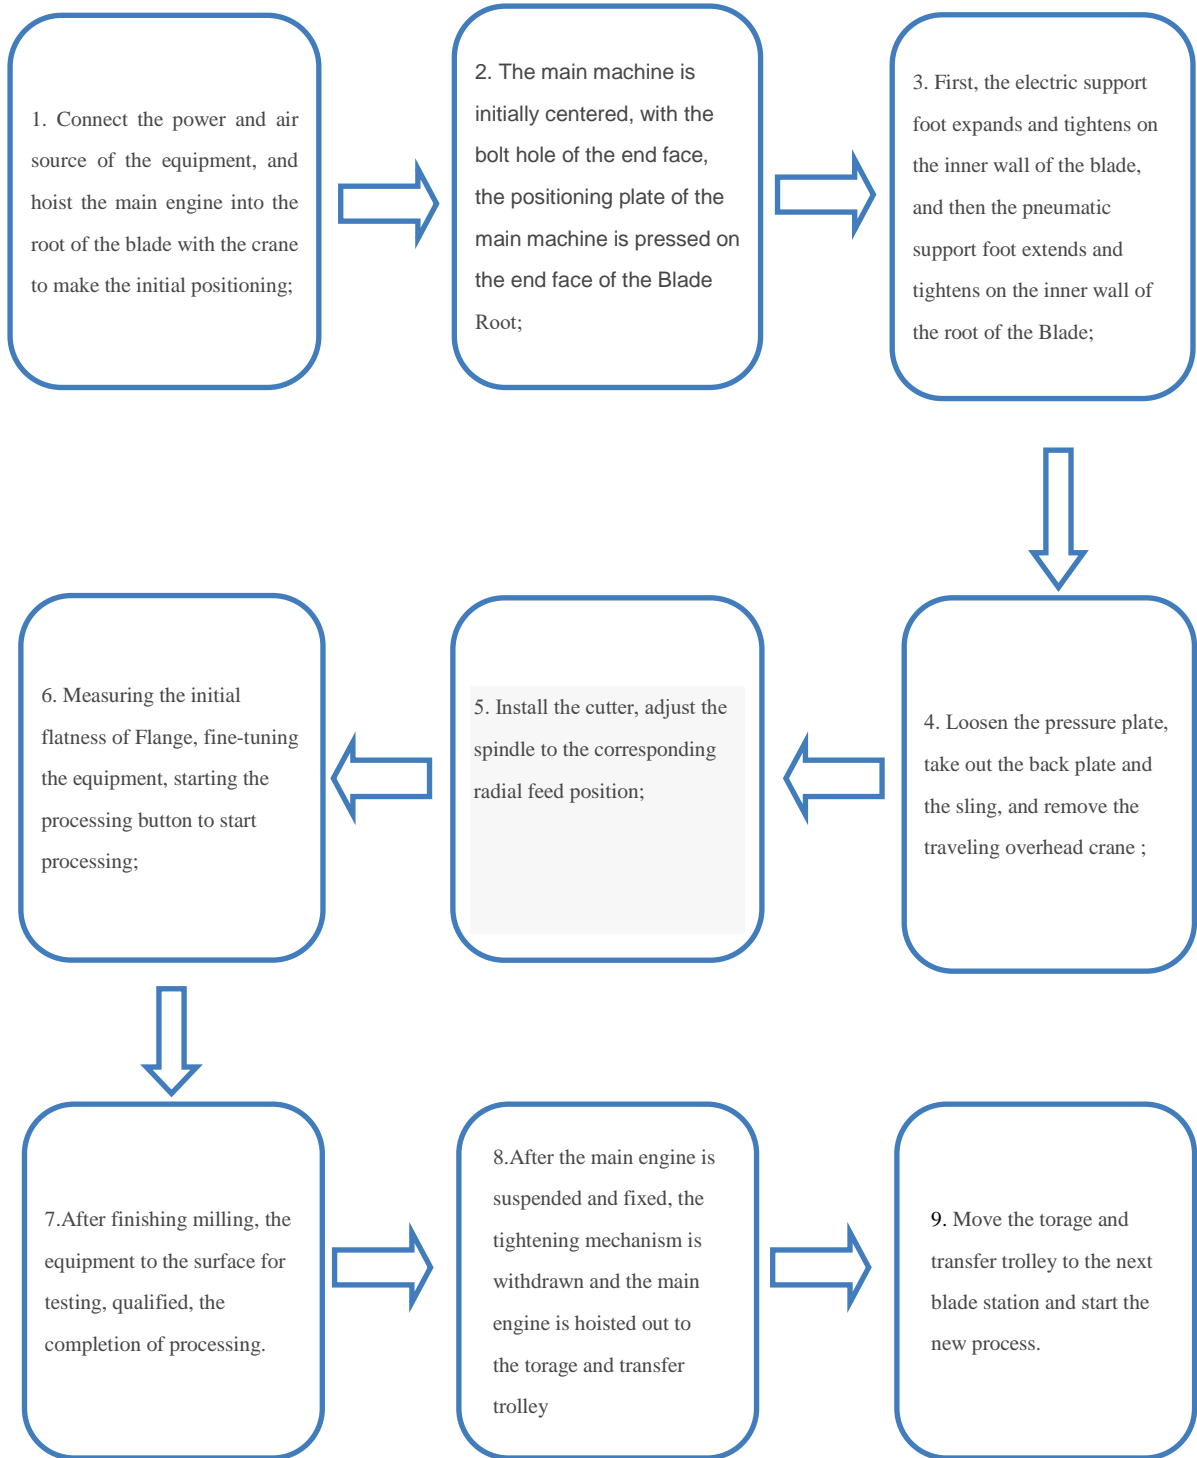 1. Connect the power and air
source of the equipment, and
hoist the main engine into the
root of the blade with the crane
to make the initial positioning;
2. The main machine is
initially centered, with the
bolt hole of the end face,
the positioning plate of the
main machine is pressed on
the end face of the Blade
Root;
3. First, the electric support
foot expands and tightens on
the inner wall of the blade,
and then the pneumatic
support foot extends and
tightens on the inner wall of
the root of the Blade;
4. Loosen the pressure plate,
take out the back plate and
the sling, and remove the
traveling overhead crane ;
5. Install the cutter, adjust the
spindle to the corresponding
radial feed position;
6. Measuring the initial
flatness of Flange, fine-tuning
the equipment, starting the
processing button to start
processing;
7.After finishing milling, the
equipment to the surface for
testing, qualified, the
completion of processing.
8.After the main engine is
suspended and fixed, the
tightening mechanism is
withdrawn and the main
engine is hoisted out to
the torage and transfer
trolley
9. Move the torage and
transfer trolley to the next
blade station and start the
new process.